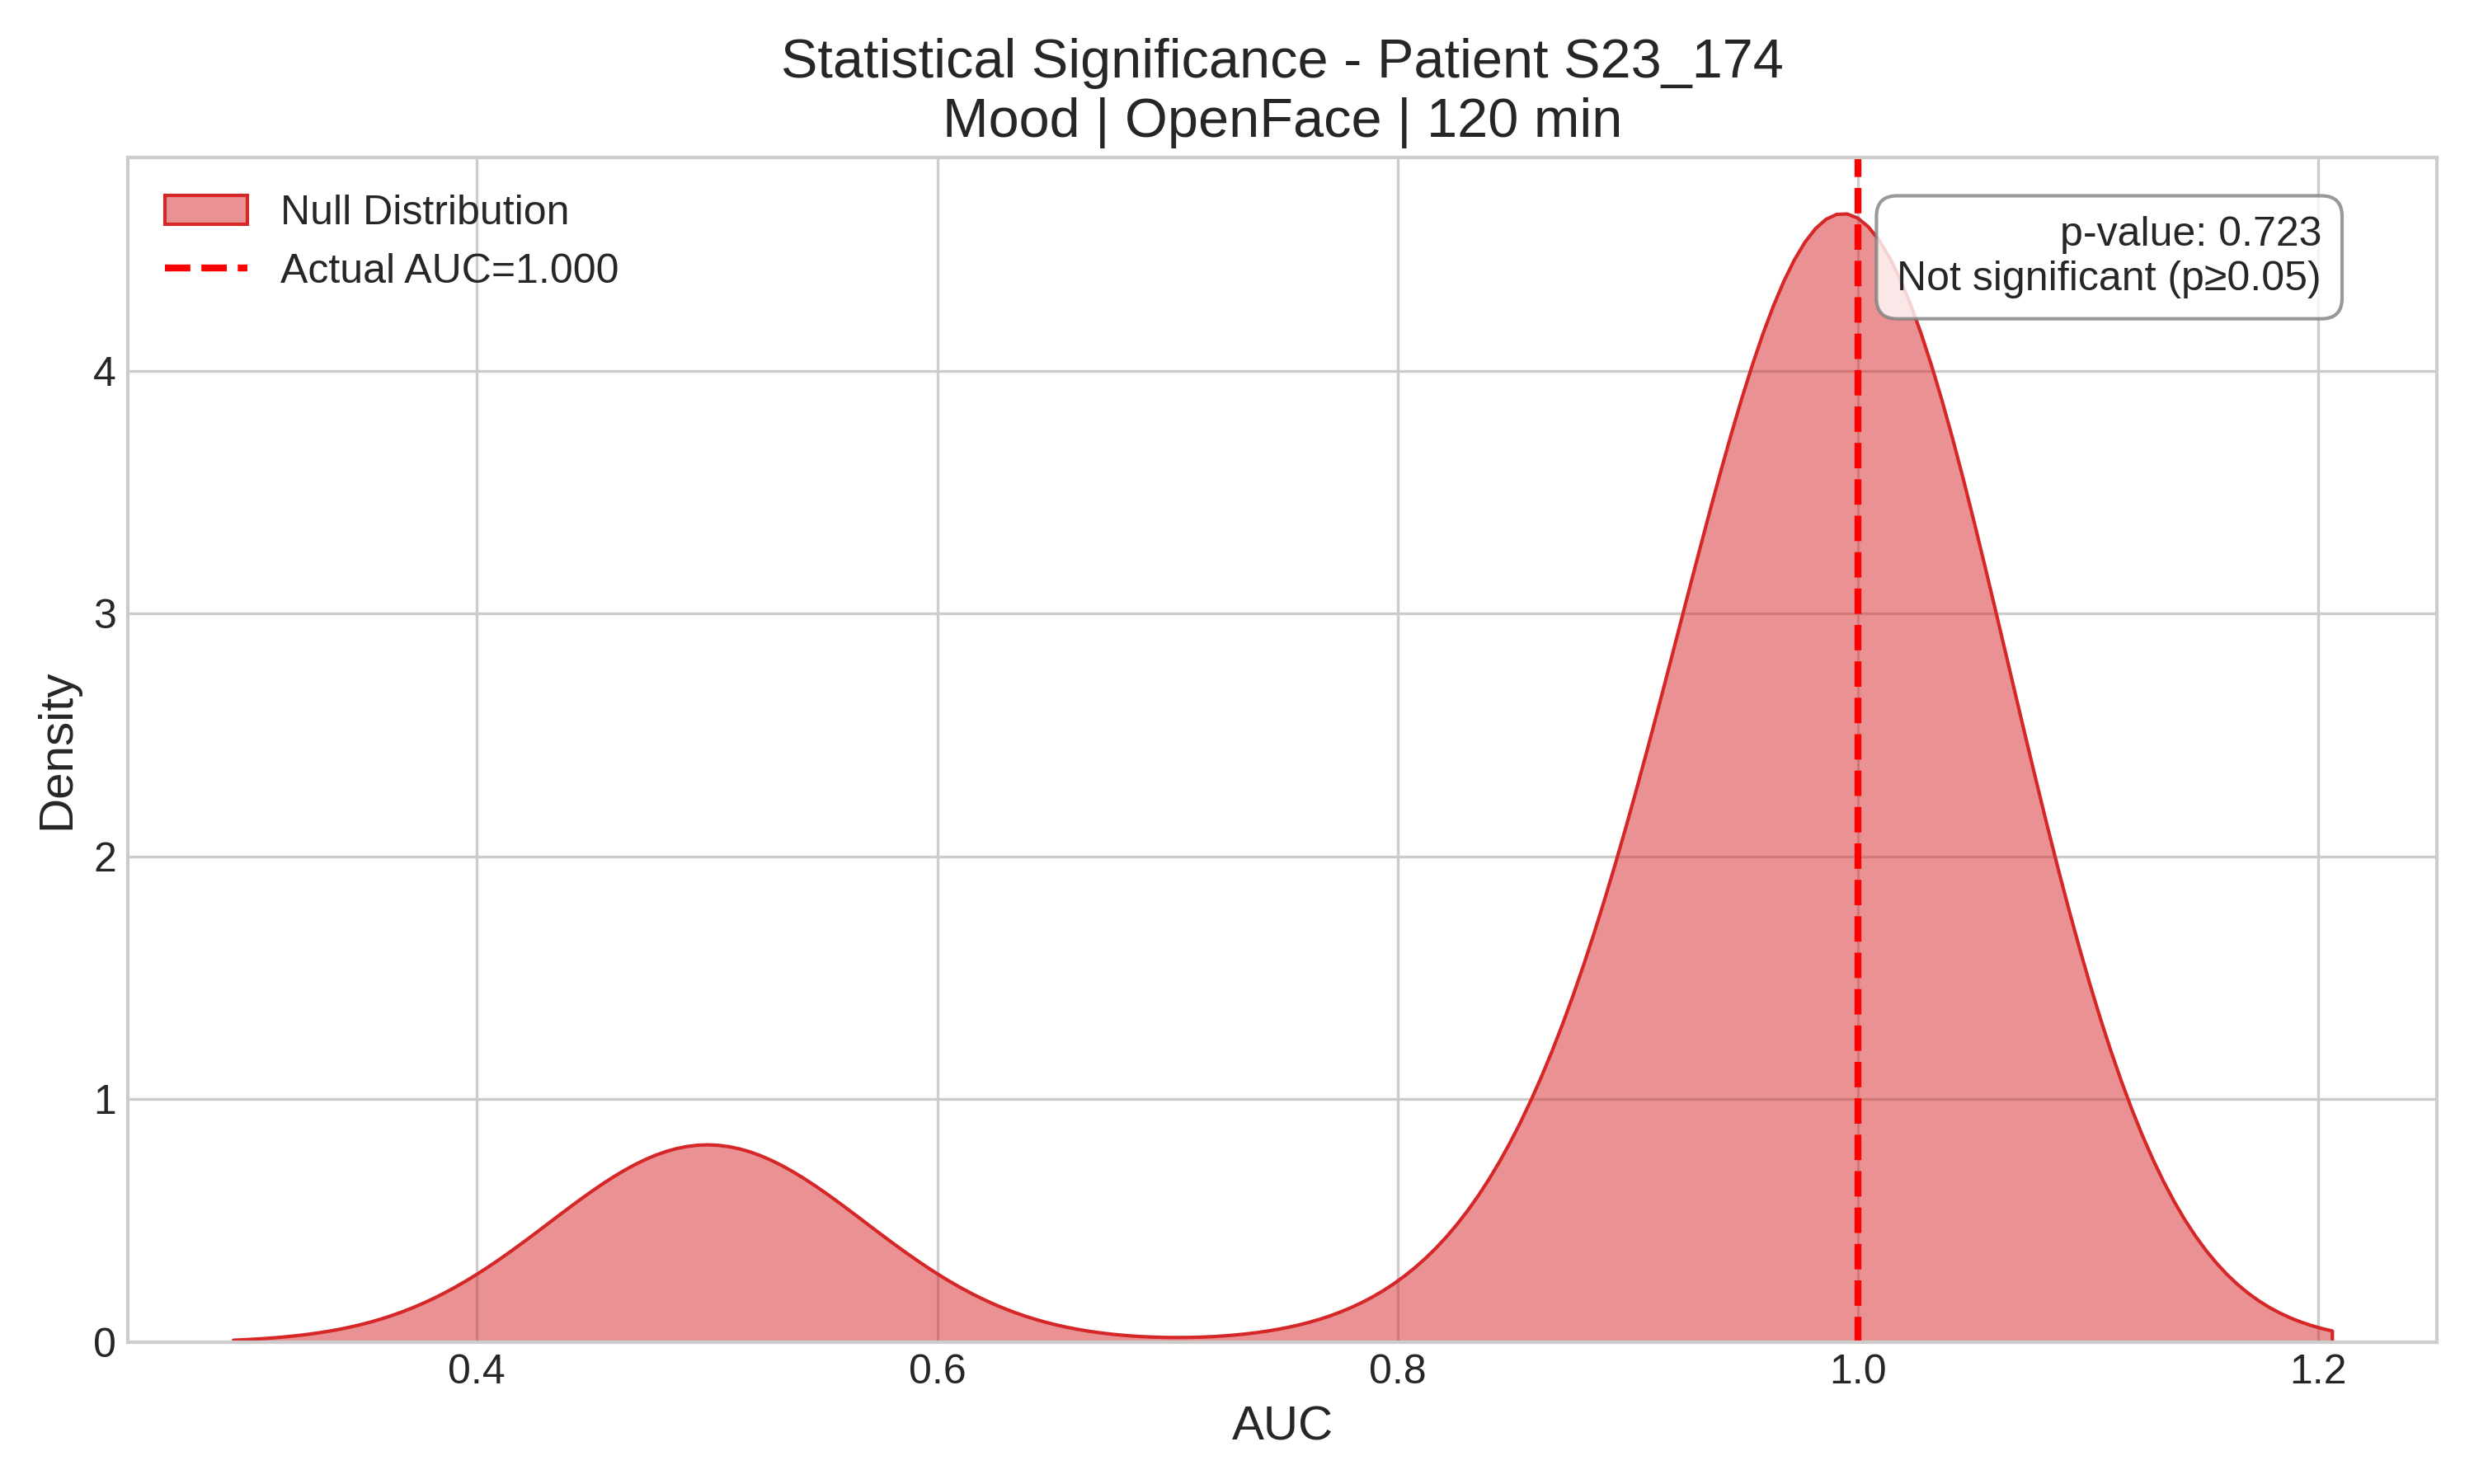 Statistical Significance - Patient S23_174
Mood | OpenFace | 120 min
Null Distribution
Actual AUC=1.000
p-value: 0.723
Not significant (p≥0.05)
Density
4
3
2
1
0
0.4
0.6
0.8
1.0
1.2
AUC